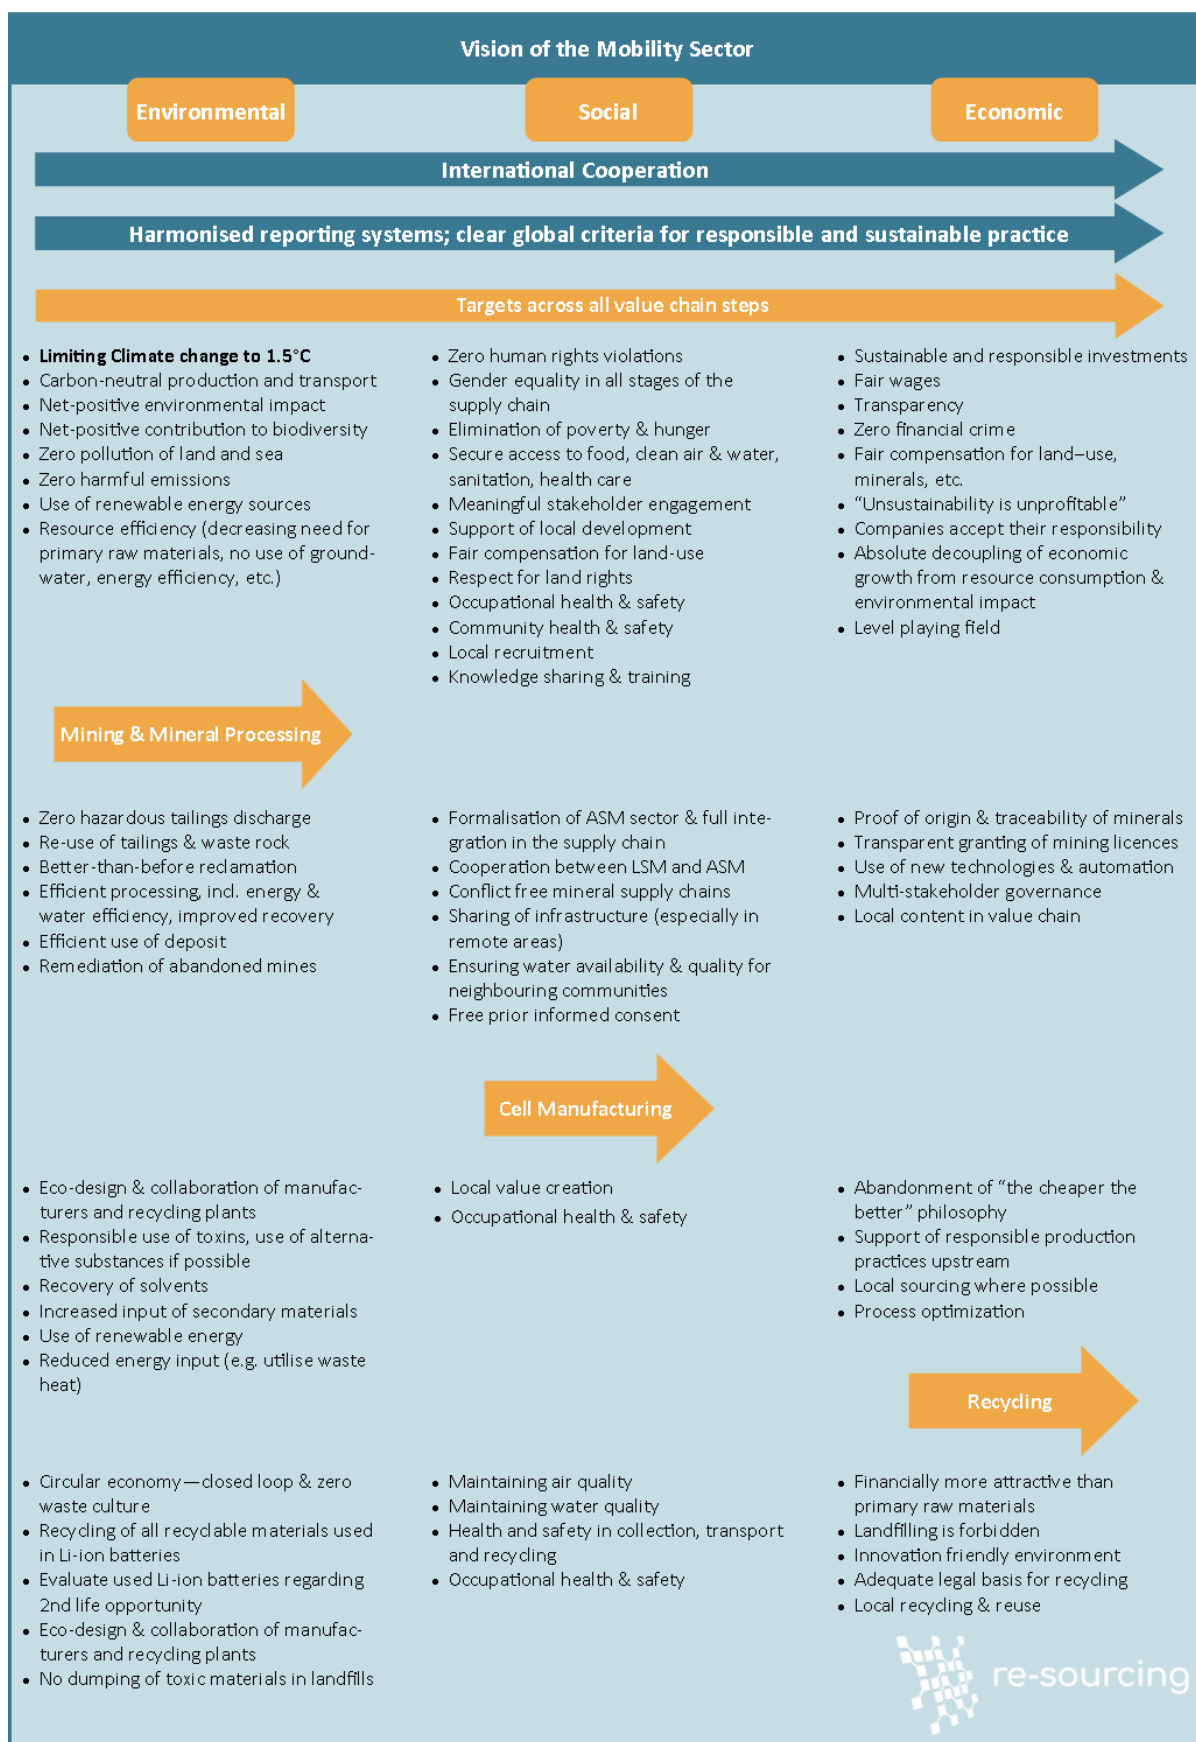 Vision of the Mobility Sector
Environmental
Social
Economic
International Cooperation
Harmonised reporting systems; clear global criteria for responsible and sustainable practice
Targets across all value chain steps
• Limiting Climate change to 1.5°C
• Carbon-neutral production and transport
• Net-positive environmental impact
• Net-positive contribution to biodiversity
• Zero pollution of land and sea
• Zero harmful emissions
• Use of renewable energy sources
• Resource efficiency (decreasing need for
primary raw materials, no use of ground-
water, energy efficiency, etc.)
• Zero human rights violations
• Gender equality in all stages of the
supply chain
• Elimination of poverty & hunger
• Secure access to food, clean air & water,
sanitation, health care
• Meaningful stakeholder engagement
• Support of local development
• Fair compensation for land-use
• Respect for land rights
• Occupational health & safety
• Community health & safety
• Local recruitment
• Knowledge sharing & training
• Sustainable and responsible investments
• Fair wages
• Transparency
• Zero financial crime
• Fair compensation for land–use,
minerals, etc.
• “Unsustainability is unprofitable”
• Companies accept their responsibility
• Absolute decoupling of economic
growth from resource consumption &
environmental impact
• Level playing field
Mining & Mineral Processing
• Zero hazardous tailings discharge
• Re-use of tailings & waste rock
• Better-than-before reclamation
• Efficient processing, incl. energy &
water efficiency, improved recovery
• Efficient use of deposit
• Remediation of abandoned mines
• Formalisation of ASM sector & full inte-
gration in the supply chain
• Cooperation between LSM and ASM
• Conflict free mineral supply chains
• Sharing of infrastructure (especially in
remote areas)
• Ensuring water availability & quality for
neighbouring communities
• Free prior informed consent
• Proof of origin & traceability of minerals
• Transparent granting of mining licences
• Use of new technologies & automation
• Multi-stakeholder governance
• Local content in value chain
Cell Manufacturing
• Eco-design & collaboration of manufac-
turers and recycling plants
• Responsible use of toxins, use of alterna-
tive substances if possible
• Recovery of solvents
• Increased input of secondary materials
• Use of renewable energy
• Reduced energy input (e.g. utilise waste
heat)
• Local value creation
• Occupational health & safety
• Abandonment of “the cheaper the
better” philosophy
• Support of responsible production
practices upstream
• Local sourcing where possible
• Process optimization
Recycling
• Circular economy—closed loop & zero
waste culture
• Recycling of all recyclable materials used
in Li-ion batteries
• Evaluate used Li-ion batteries regarding
2nd life opportunity
• Eco-design & collaboration of manufac-
turers and recycling plants
• No dumping of toxic materials in landfills
• Maintaining air quality
• Maintaining water quality
• Health and safety in collection, transport
and recycling
• Occupational health & safety
• Financially more attractive than
primary raw materials
• Landfilling is forbidden
• Innovation friendly environment
• Adequate legal basis for recycling
• Local recycling & reuse
re-sourcing